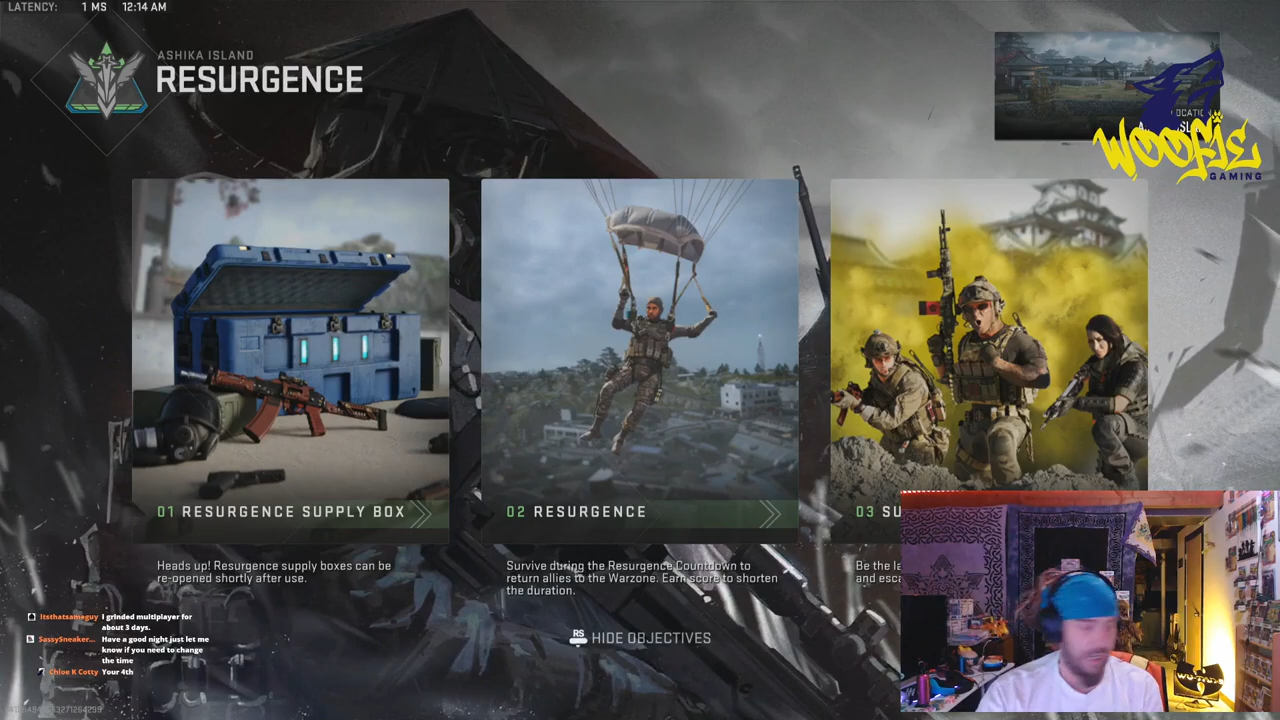 LATENCY: 1 MS 12:14 AM
ASHIKA ISLAND
RESURGENCE
WOOFIE
GAMING
01 RESURGENCE SUPPLY BOX
02 RESURGENCE
03 SU
Heads up! Resurgence supply boxes can be
re-opened shortly after use.
Survive during the Resurgence Countdown to
return allies to the Warzone. Earn score to shorten
the duration.
Be the la
and esca
Itsthatsameguy I grinded multiplayer for
about 3 days.
SassySneaker... Have a good night just let me
know if you need to change
the time
Chloe K Cotty Your 4th
RS HIDE OBJECTIVES